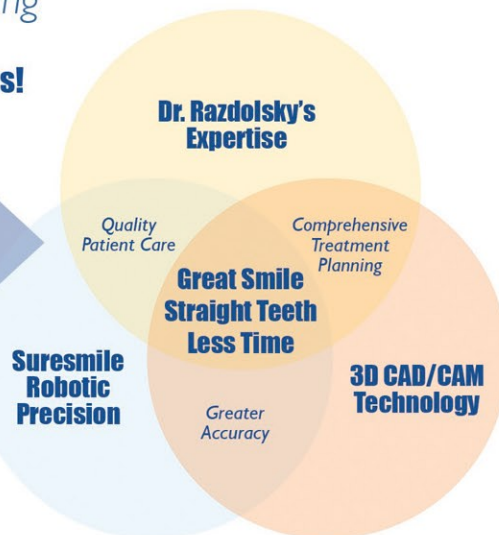 s!
Dr. Razdolsky's
Expertise
Quality
Patient Care
Comprehensive
Treatment
Planning
Great Smile
Straight Teeth
Less Time
Suresmile
Robotic
Precision
3D CAD/CAM
Technology
Greater
Accuracy